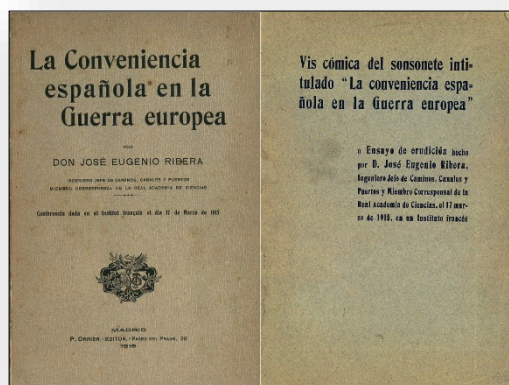 La Conveniencia
española en la
Guerra europea
POR
DON JOSÉ EUGENIO RIBERA
INGENIERO JEFE DE CAMINOS, CANALES Y PUERTOS
MIEMBRO CORRESPONSAL DE LA REAL ACADEMIA DE CIENCIAS
Conferencia dada en el Institut français el día 17 de Marzo de 1915
MADRID
P. ORRIER.-EDITOR.-PASEO DEL PRADO, 30
1915
Vis cómica del sonsonete inti-
tulado "La conveniencia espa-
ñola en la Guerra europea"
o Ensayo de erudición hecho
por D. José Eugenio Ribera,
Ingeniero Jefe de Caminos, Canales y
Puertos y Miembro Corresponsal de la
Real Academia de Ciencias, el 17 mar-
zo de 1915, en un Instituto francés